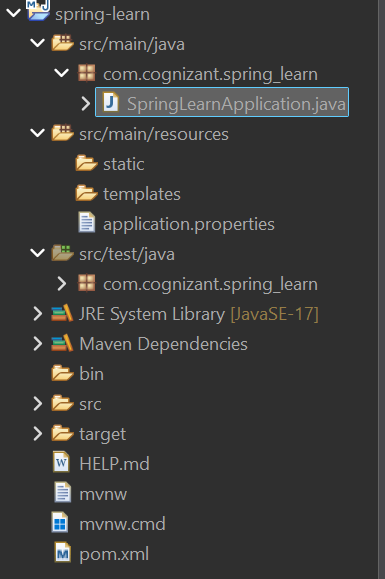 spring-learn
src/main/java
com.cognizant.spring_learn
SpringLearnApplication.java
src/main/resources
static
templates
application.properties
src/test/java
com.cognizant.spring_learn
JRE System Library [JavaSE-17]
Maven Dependencies
bin
src
target
HELP.md
mvnw
mvnw.cmd
pom.xml